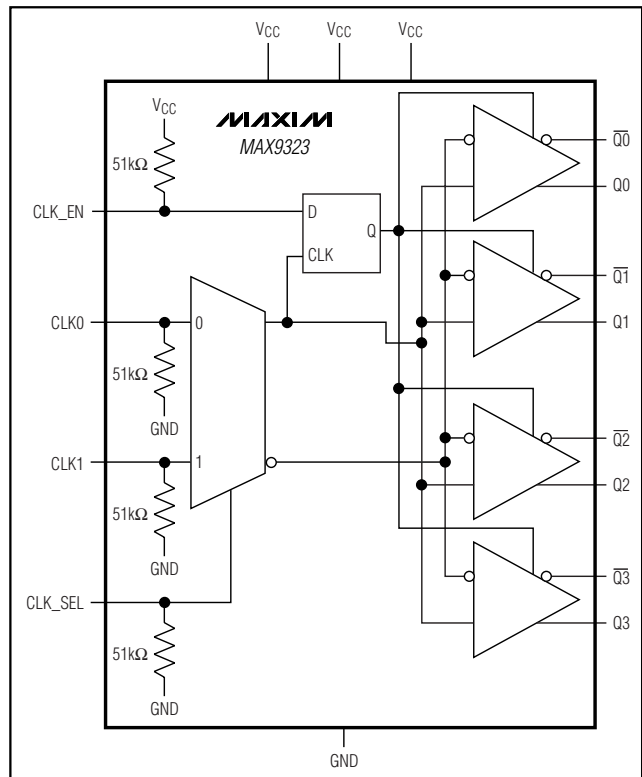 VCC VCC VCC
VCC
MAXIM
MAX9323
51kΩ
CLK_EN
D
Q
CLK
Q0
Q0
Q1
Q1
CLK0
0
51kΩ
GND
CLK1
1
51kΩ
GND
Q2
Q2
CLK_SEL
51kΩ
GND
Q3
Q3
GND